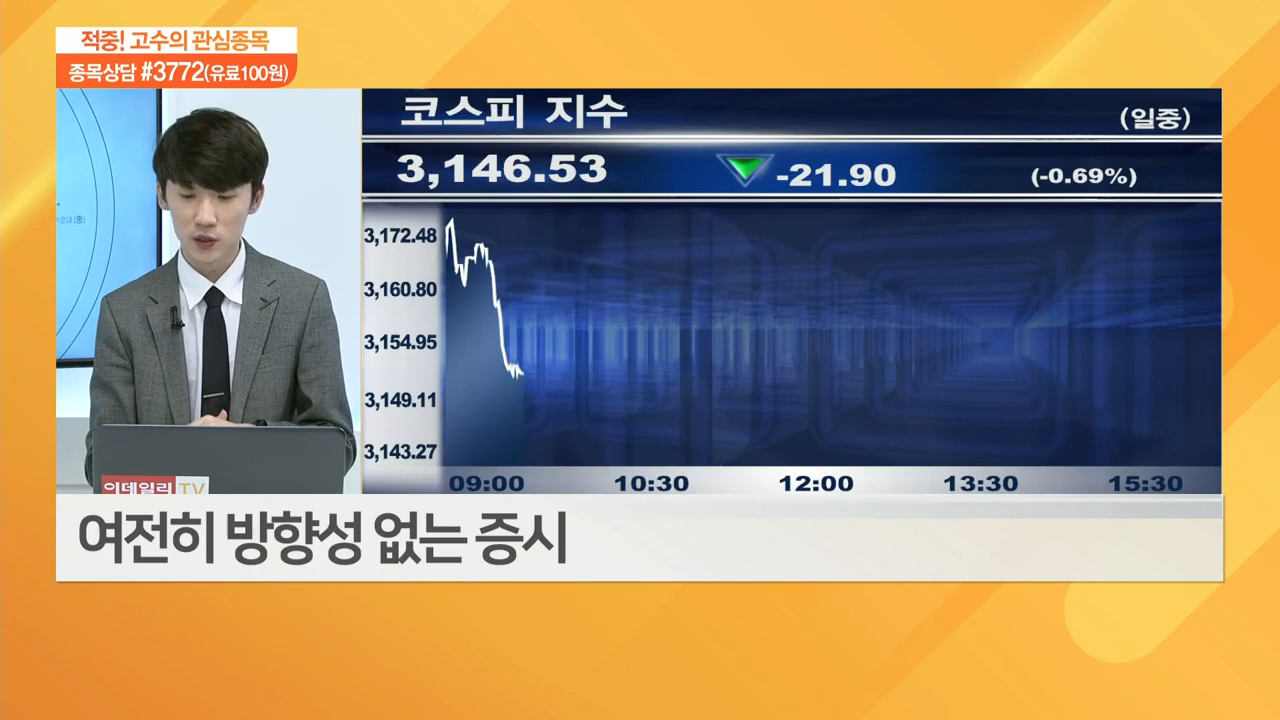 적중! 고수의 관심종목
종목상담 #3772(유료100원)
코스피 지수
(일중)
3,146.53
-21.90
(-0.69%)
3,172.48
3,160.80
3,154.95
3,149.11
3,143.27
09:00
10:30
12:00
13:30
15:30
이데일리 TV
여전히 방향성 없는 증시